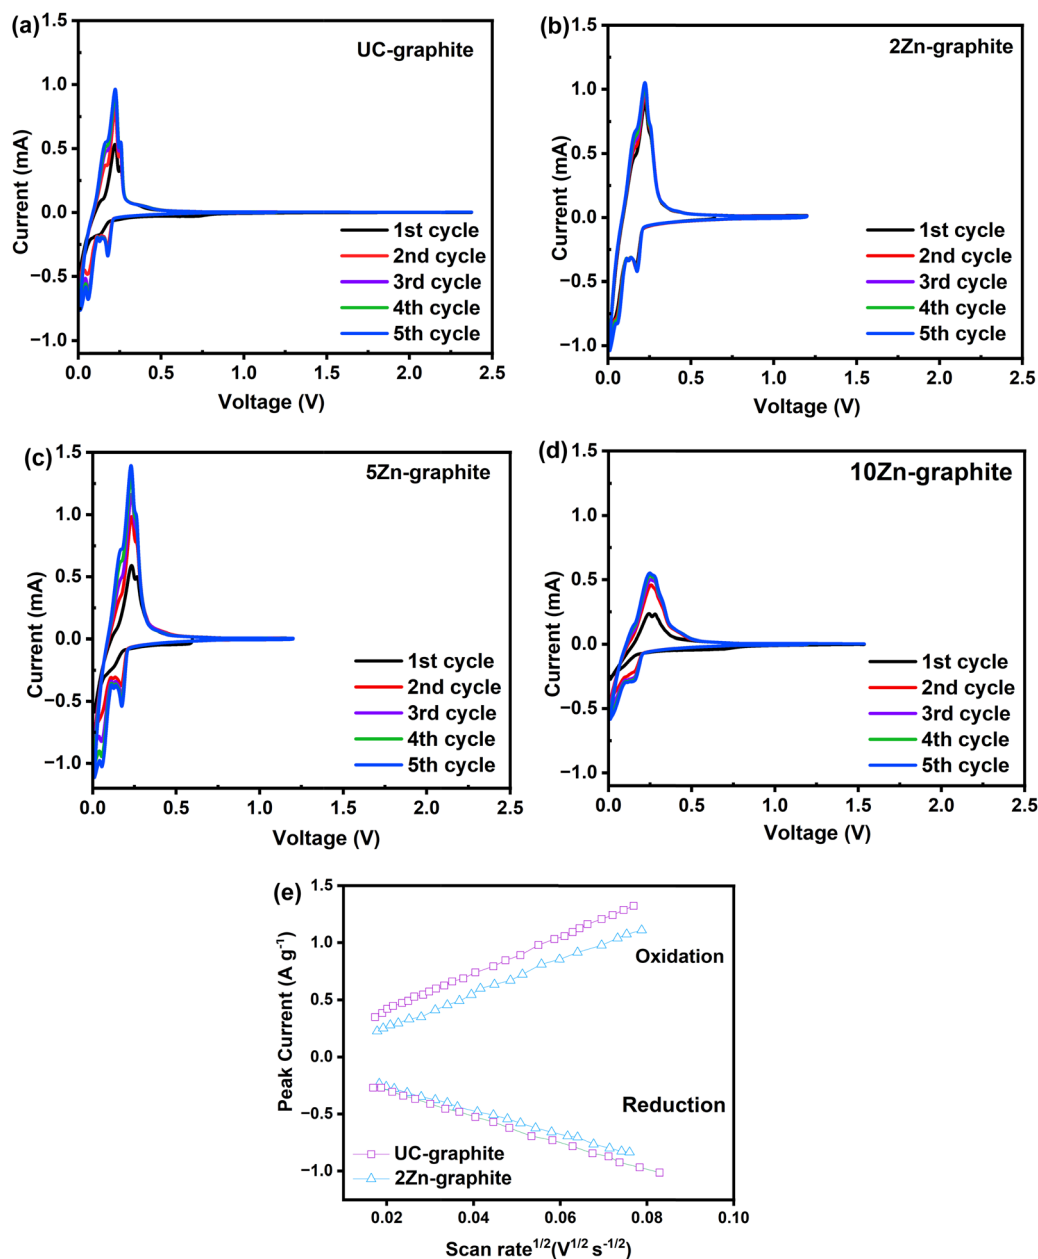 (a)
UC-graphite
1.5
1.0
0.5
0.0
−0.5
−1.0
Current (mA)
1st cycle
2nd cycle
3rd cycle
4th cycle
5th cycle
0.0 0.5 1.0 1.5 2.0 2.5
Voltage (V)
(b)
2Zn-graphite
1.5
1.0
0.5
0.0
−0.5
−1.0
Current (mA)
1st cycle
2nd cycle
3rd cycle
4th cycle
5th cycle
0.0 0.5 1.0 1.5 2.0 2.5
Voltage (V)
(c)
5Zn-graphite
1.5
1.0
0.5
0.0
−0.5
−1.0
Current (mA)
1st cycle
2nd cycle
3rd cycle
4th cycle
5th cycle
0.0 0.5 1.0 1.5 2.0 2.5
Voltage (V)
(d)
10Zn-graphite
1.5
1.0
0.5
0.0
−0.5
−1.0
Current (mA)
1st cycle
2nd cycle
3rd cycle
4th cycle
5th cycle
0.0 0.5 1.0 1.5 2.0 2.5
Voltage (V)
(e)
1.5
1.0
0.5
0.0
−0.5
−1.0
Peak Current (A g⁻¹)
Oxidation
Reduction
UC-graphite
2Zn-graphite
0.02 0.04 0.06 0.08 0.10
Scan rate¹ᐟ²(V¹ᐟ² s⁻¹ᐟ²)